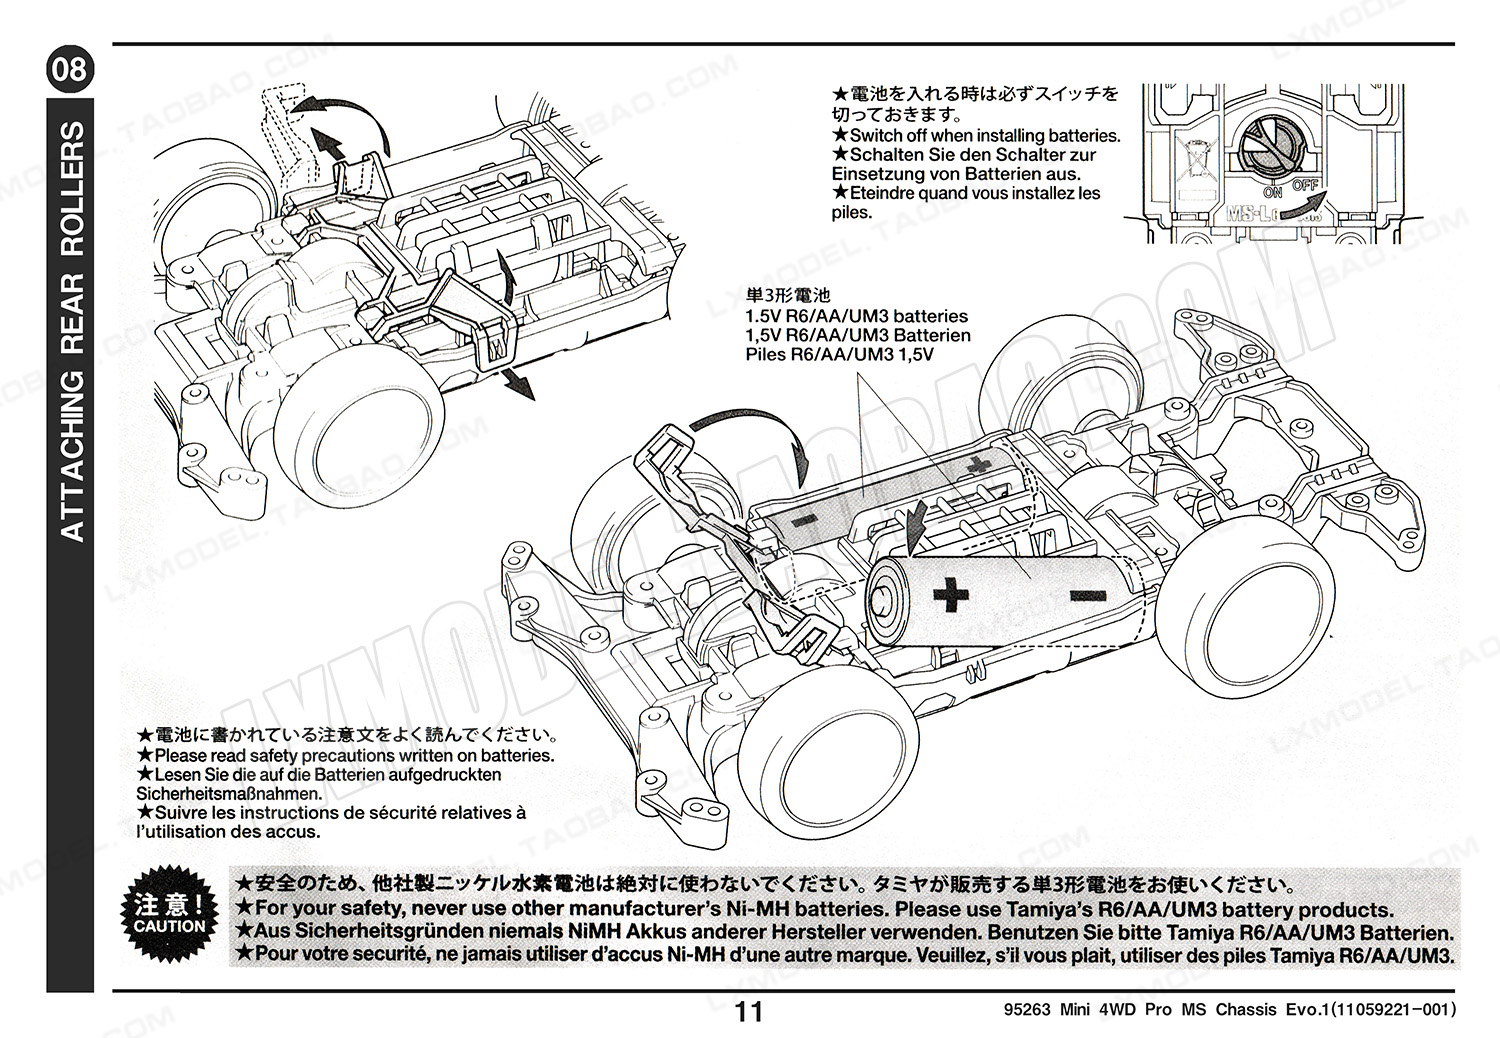 08
ATTACHING REAR ROLLERS
★電池を入れる時は必ずスイッチを
切っておきます。
★Switch off when installing batteries.
★Schalten Sie den Schalter zur
Einsetzung von Batterien aus.
★Eteindre quand vous installez les
piles.
ON OFF
単3形電池
1.5V R6/AA/UM3 batteries
1,5V R6/AA/UM3 Batterien
Piles R6/AA/UM3 1,5V
+
−
+ −
★電池に書かれている注意文をよく読んでください。
★Please read safety precautions written on batteries.
★Lesen Sie die auf die Batterien aufgedruckten
Sicherheitsmaßnahmen.
★Suivre les instructions de sécurité relatives à
l'utilisation des accus.
注意!
CAUTION
★安全のため、他社製ニッケル水素電池は絶対に使わないでください。タミヤが販売する単3形電池をお使いください。
★For your safety, never use other manufacturer's Ni-MH batteries. Please use Tamiya's R6/AA/UM3 battery products.
★Aus Sicherheitsgründen niemals NiMH Akkus anderer Hersteller verwenden. Benutzen Sie bitte Tamiya R6/AA/UM3 Batterien.
★Pour votre securité, ne jamais utiliser d'accus Ni-MH d'une autre marque. Veuillez, s'il vous plait, utiliser des piles Tamiya R6/AA/UM3.
11
95263 Mini 4WD Pro MS Chassis Evo.1(11059221-001)
LXMODEL.TAOBAO.COM